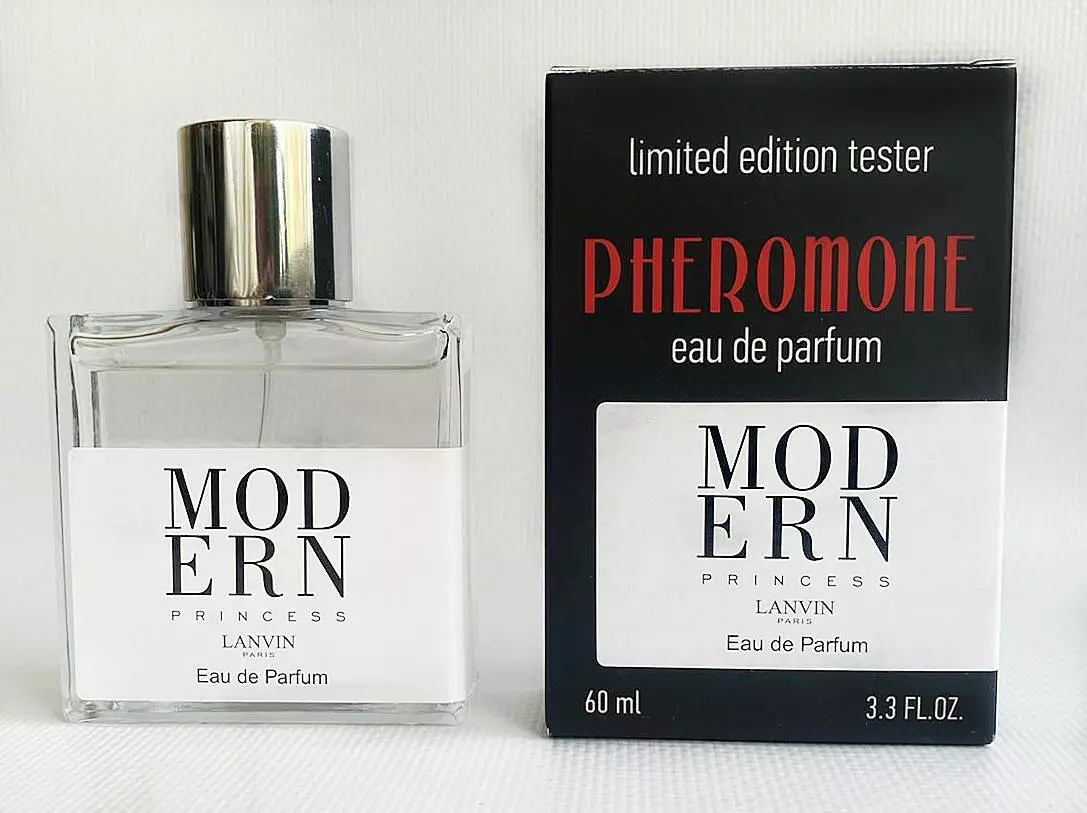 MOD
ERN
PRINCESS
LANVIN
PARIS
Eau de Parfum
limited edition tester
PHEROMONE
eau de parfum
MOD
ERN
PRINCESS
LANVIN
PARIS
Eau de Parfum
60 ml
3.3 FL.OZ.